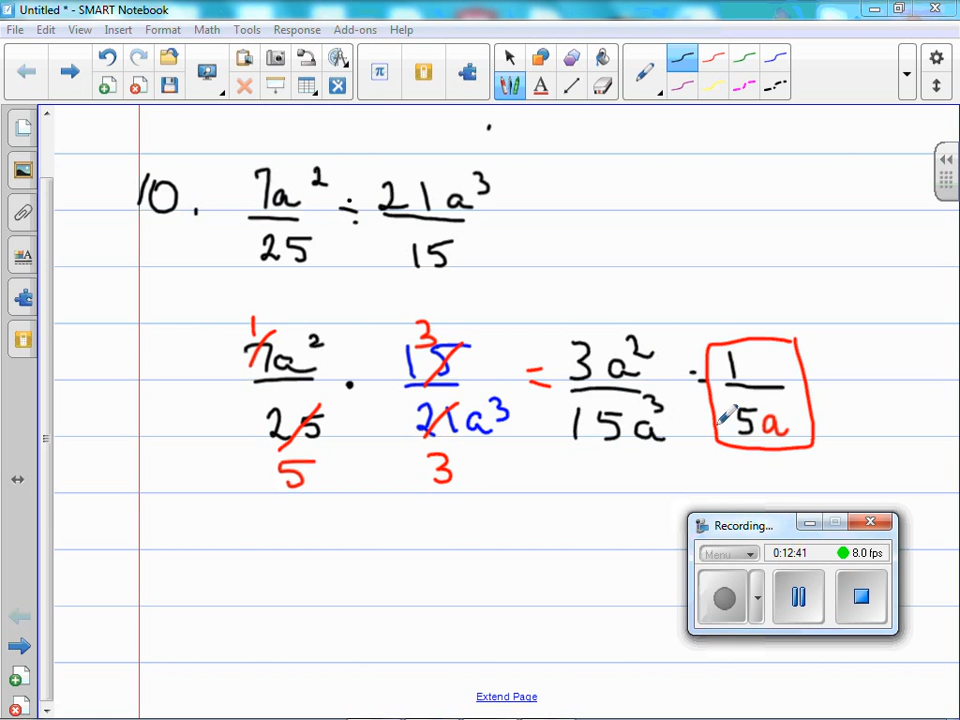 Untitled * - SMART Notebook
File Edit View Insert Format Math Tools Response Add-ons Help
10. 7a² ÷ 21a³
25 15
1 3
7a² · 15 = 3a² = 1
25 21a³ 15a³ 5a
5 3
Recording...
Menu 0:12:41 8.0 fps
Extend Page